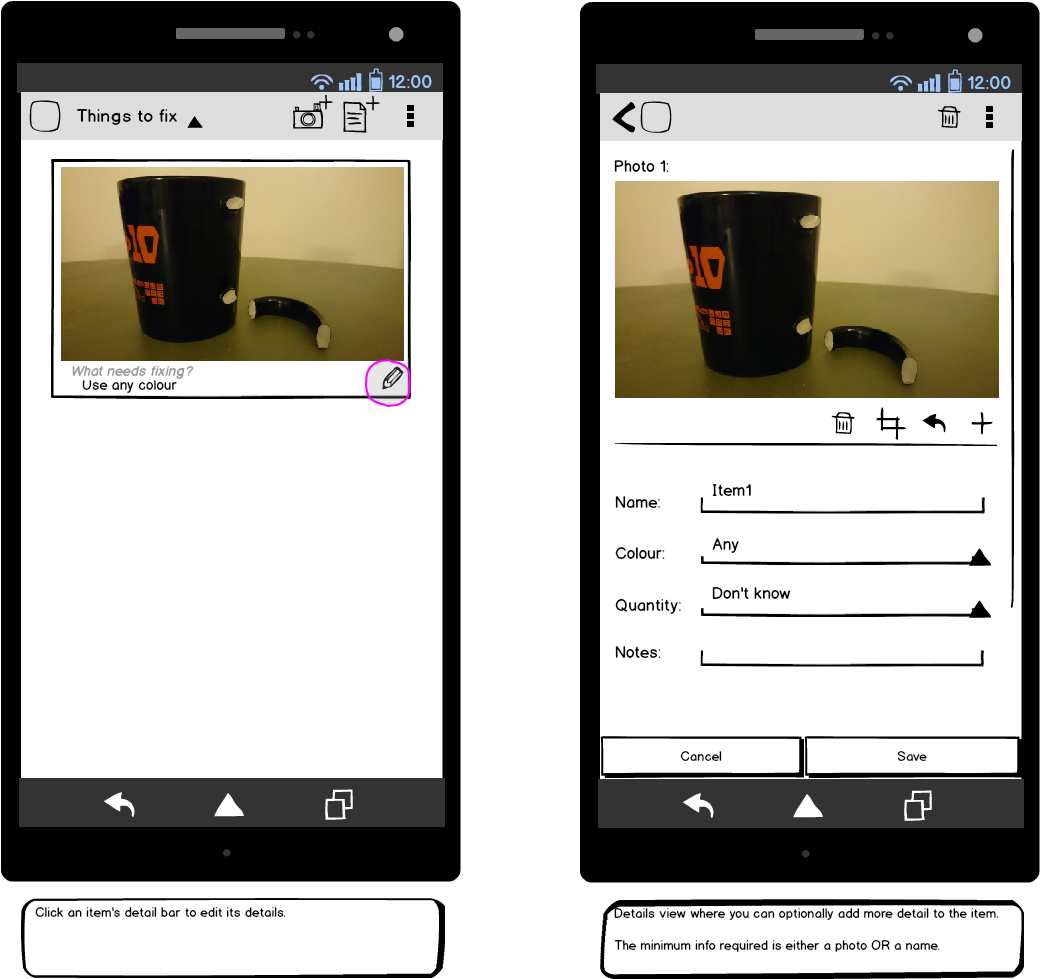 12:00
Things to fix
10
What needs fixing?
Use any colour
Click an item's detail bar to edit its details.
12:00
Photo 1:
10
Name: Item1
Colour: Any
Quantity: Don't know
Notes:
Cancel Save
Details view where you can optionally add more detail to the item.
The minimum info required is either a photo OR a name.